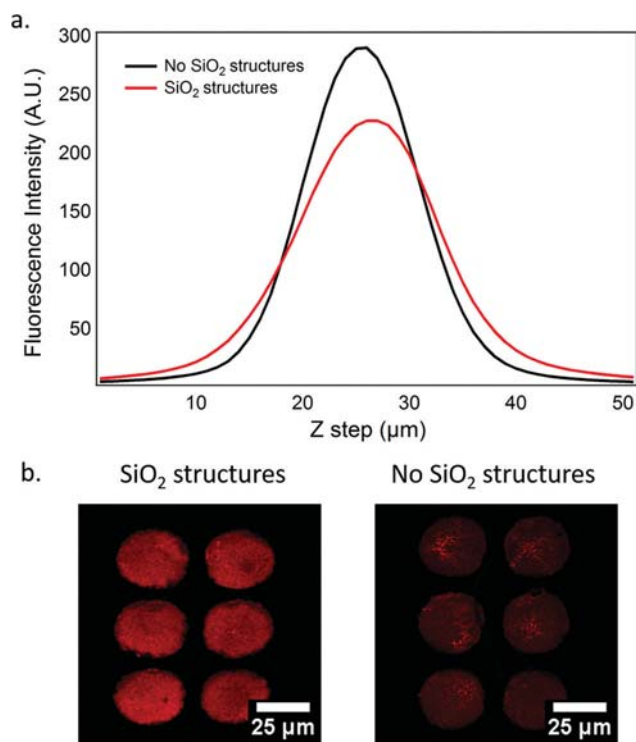 a.
300
250
200
150
100
50
Fluorescence Intensity (A.U.)
No SiO₂ structures
SiO₂ structures
10 20 30 40 50
Z step (µm)
b. SiO₂ structures No SiO₂ structures
25 µm 25 µm